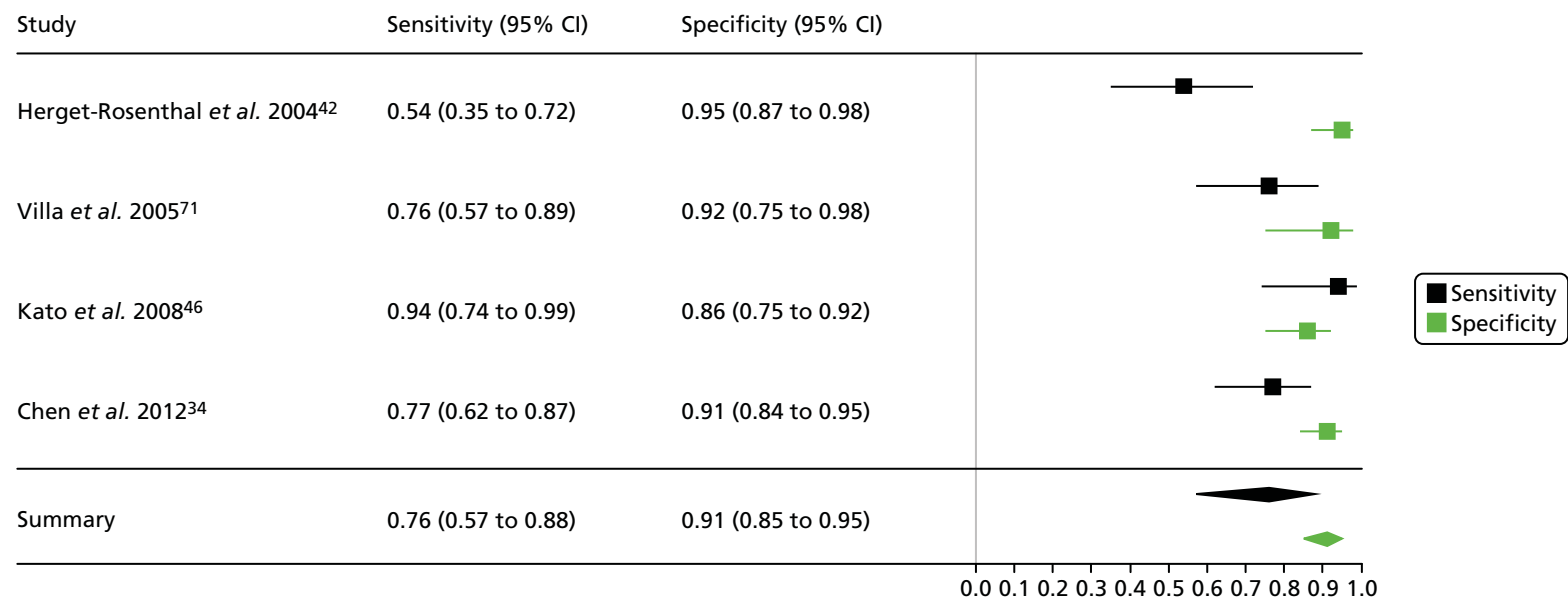 Study Sensitivity (95% CI) Specificity (95% CI)
Herget-Rosenthal et al. 2004⁴² 0.54 (0.35 to 0.72) 0.95 (0.87 to 0.98)
Villa et al. 2005⁷¹ 0.76 (0.57 to 0.89) 0.92 (0.75 to 0.98)
Kato et al. 2008⁴⁶ 0.94 (0.74 to 0.99) 0.86 (0.75 to 0.92)
Chen et al. 2012³⁴ 0.77 (0.62 to 0.87) 0.91 (0.84 to 0.95)
Summary 0.76 (0.57 to 0.88) 0.91 (0.85 to 0.95)
0.0 0.1 0.2 0.3 0.4 0.5 0.6 0.7 0.8 0.9 1.0
Sensitivity
Specificity